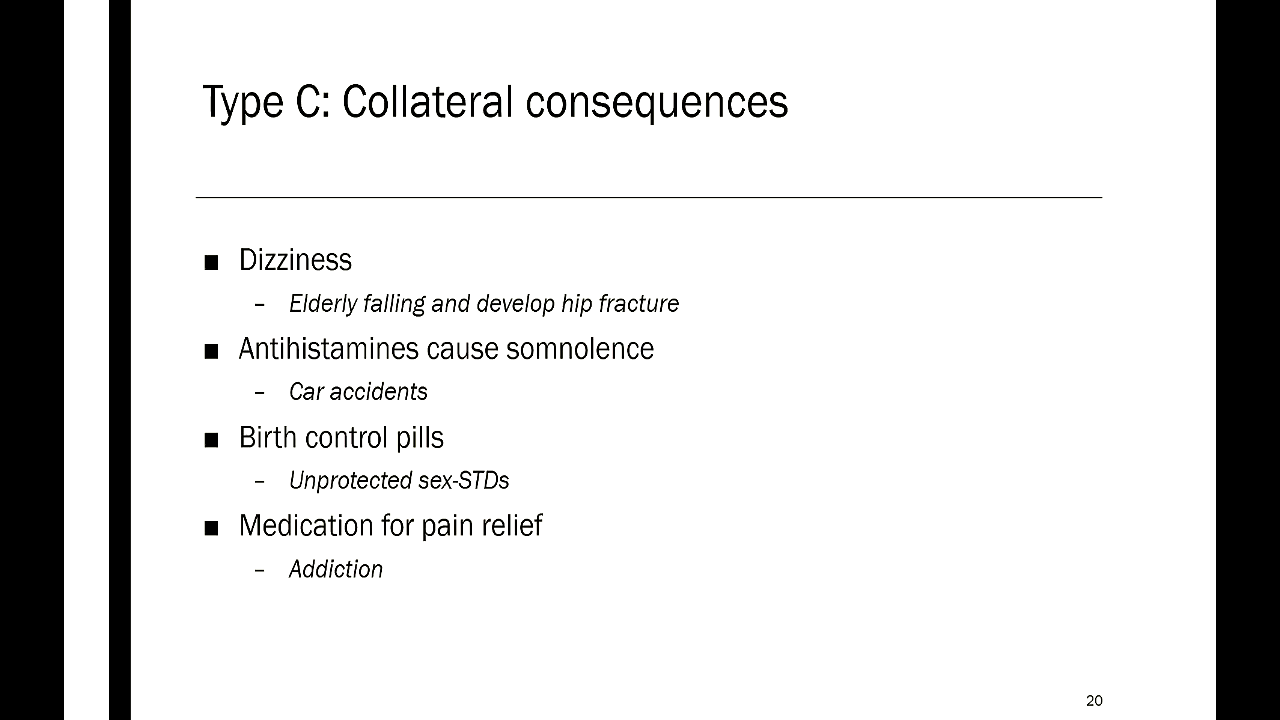 Type C: Collateral consequences
■ Dizziness
– Elderly falling and develop hip fracture
■ Antihistamines cause somnolence
– Car accidents
■ Birth control pills
– Unprotected sex-STDs
■ Medication for pain relief
– Addiction
20